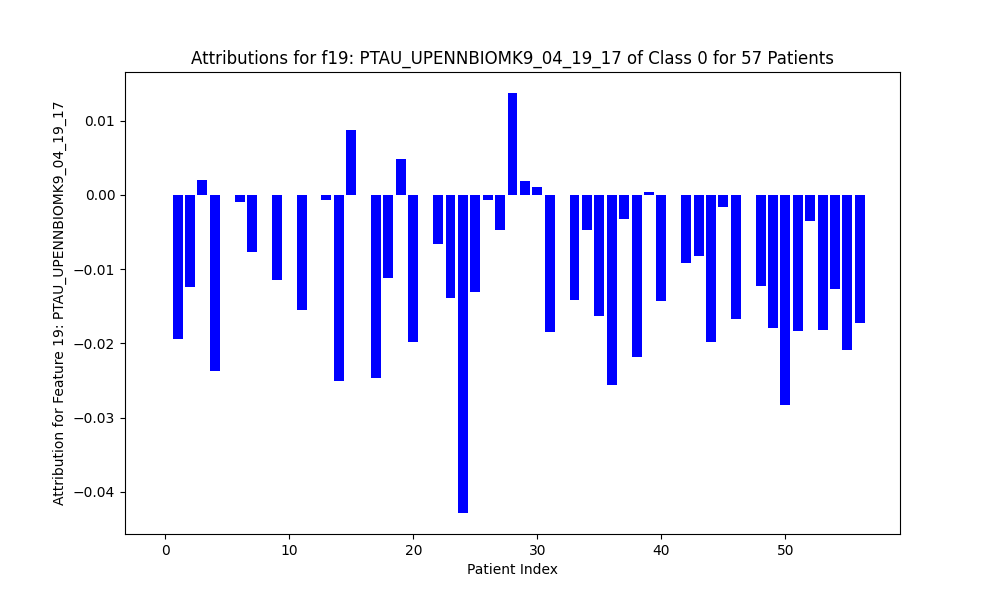 Attributions for f19: PTAU_UPENNBIOMK9_04_19_17 of Class 0 for 57 Patients
Attribution for Feature 19: PTAU_UPENNBIOMK9_04_19_17
0.01
0.00
−0.01
−0.02
−0.03
−0.04
0 10 20 30 40 50
Patient Index